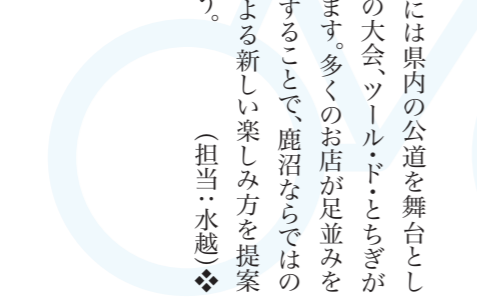 には県内の公道を舞台とし
の大会、ツール・ド・とちぎが
ます。多くのお店が足並みを
することで、鹿沼ならではの
よる新しい楽しみ方を提案
う。
(担当:水越)❖